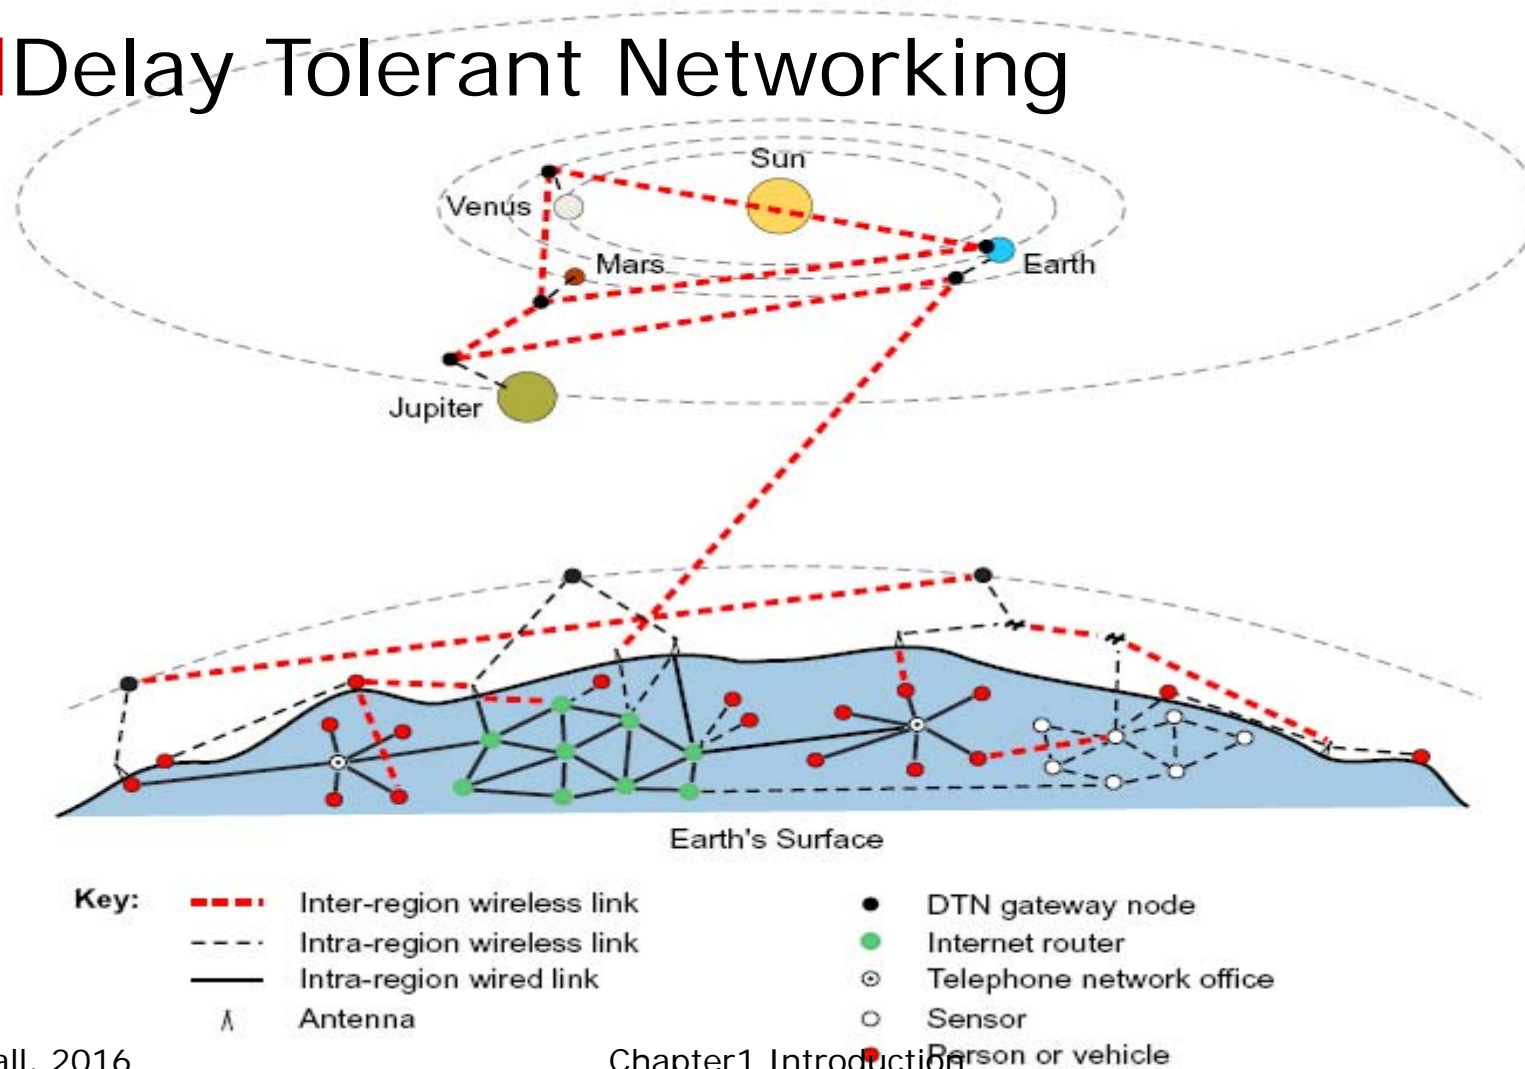 Delay Tolerant Networking
Sun
Venus
Mars
Earth
Jupiter
Earth's Surface
Key:
Inter-region wireless link
Intra-region wireless link
Intra-region wired link
Antenna
DTN gateway node
Internet router
Telephone network office
Sensor
Person or vehicle
2016
Chapter1 Introduction